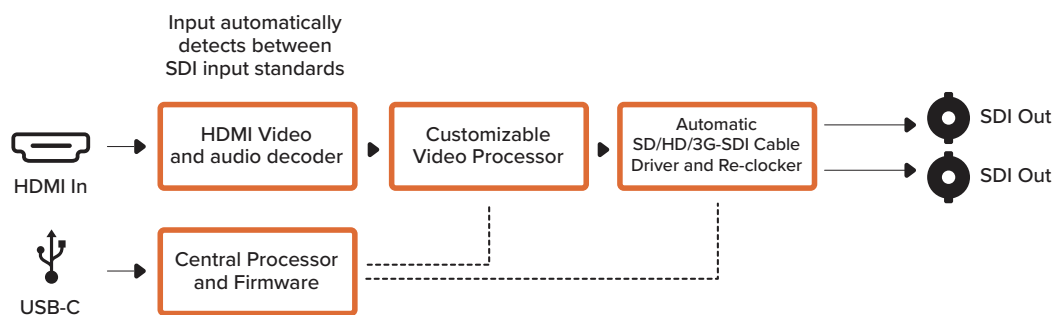 Input automatically
detects between
SDI input standards
HDMI In
HDMI Video
and audio decoder
Customizable
Video Processor
Automatic
SD/HD/3G-SDI Cable
Driver and Re-clocker
SDI Out
SDI Out
USB-C
Central Processor
and Firmware